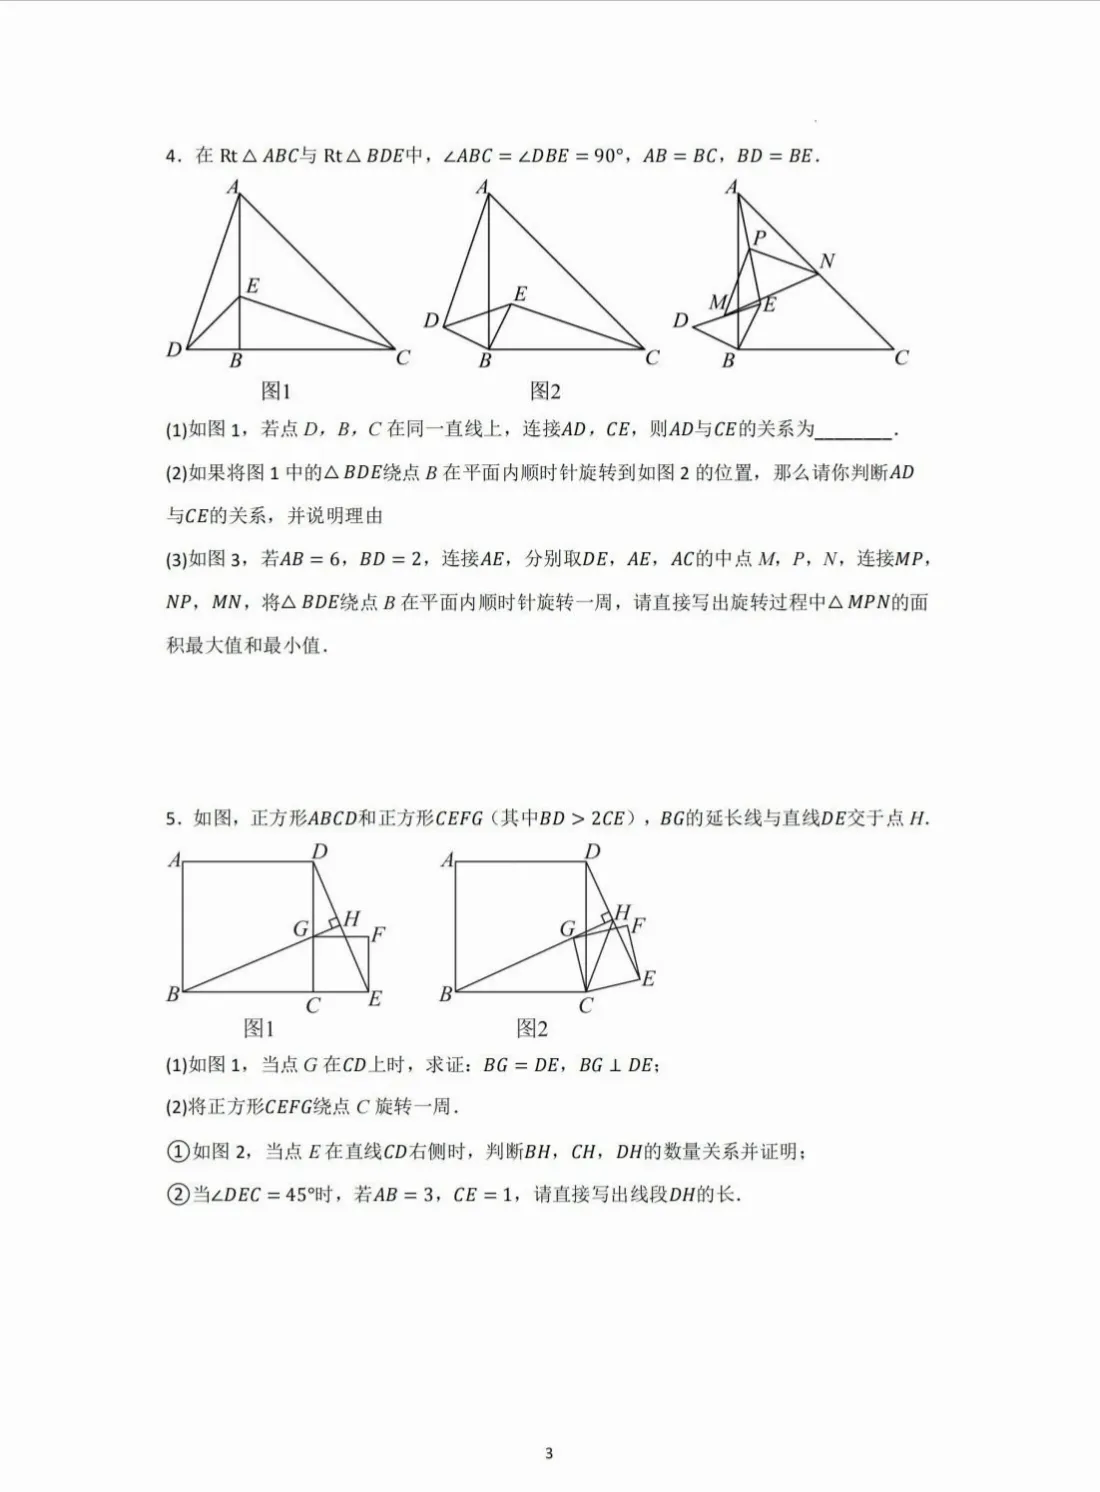 4．在 Rt△ABC与 Rt△BDE中，∠ABC = ∠DBE = 90°，AB = BC，BD = BE．
A
E
D
B
C
图1
A
E
D
B
C
图2
A
P
N
M
E
D
B
C
(1)如图 1，若点 D，B，C 在同一直线上，连接AD，CE，则AD与CE的关系为________．
(2)如果将图 1 中的△BDE绕点 B 在平面内顺时针旋转到如图 2 的位置，那么请你判断AD
与CE的关系，并说明理由
(3)如图 3，若AB = 6，BD = 2，连接AE，分别取DE，AE，AC的中点 M，P，N，连接MP，
NP，MN，将△BDE绕点 B 在平面内顺时针旋转一周，请直接写出旋转过程中△MPN的面
积最大值和最小值．
5．如图，正方形ABCD和正方形CEFG（其中BD > 2CE），BG的延长线与直线DE交于点 H．
A
D
G
H
F
B
C
E
图1
A
D
G
H
F
B
C
E
图2
(1)如图 1，当点 G 在CD上时，求证：BG = DE，BG ⊥ DE；
(2)将正方形CEFG绕点 C 旋转一周．
①如图 2，当点 E 在直线CD右侧时，判断BH，CH，DH的数量关系并证明；
②当∠DEC = 45°时，若AB = 3，CE = 1，请直接写出线段DH的长．
3